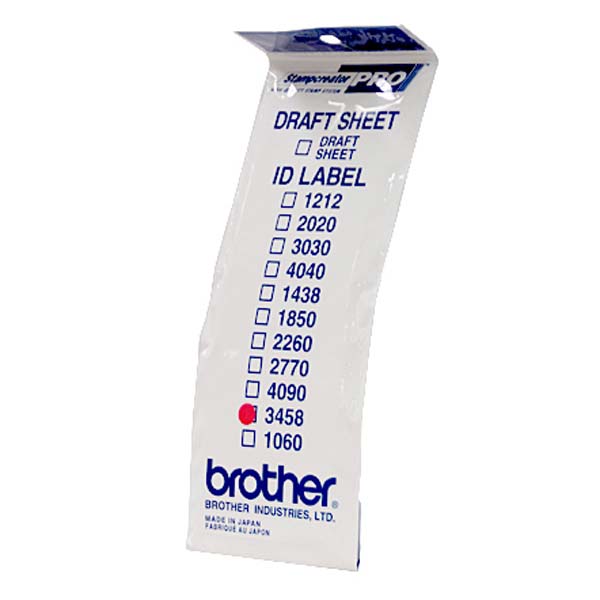 Stampcreator PRO
DRAFT SHEET
DRAFT
SHEET
ID LABEL
1212
2020
3030
4040
1438
1850
2260
2770
4090
3458
1060
brother®
BROTHER INDUSTRIES, LTD.
MADE IN JAPAN
FABRIQUÉ AU JAPON